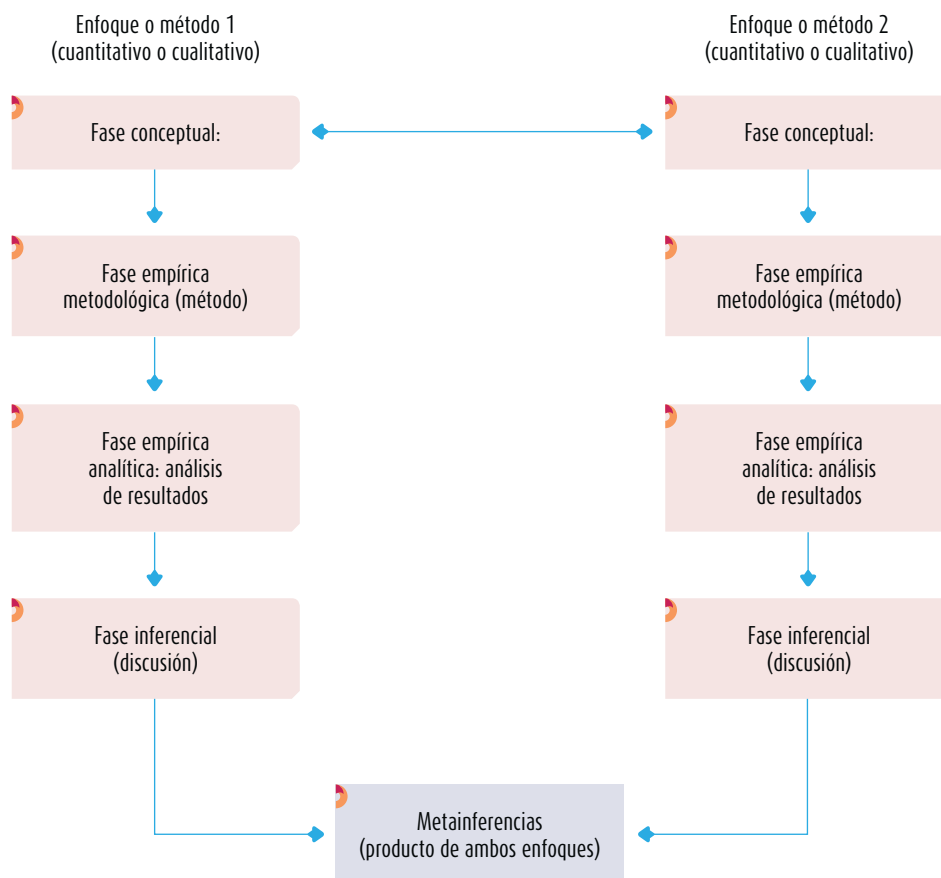 Enfoque o método 1
(cuantitativo o cualitativo)
Enfoque o método 2
(cuantitativo o cualitativo)
Fase conceptual:
Fase conceptual:
Fase empírica
metodológica (método)
Fase empírica
metodológica (método)
Fase empírica
analítica: análisis
de resultados
Fase empírica
analítica: análisis
de resultados
Fase inferencial
(discusión)
Fase inferencial
(discusión)
Metainferencias
(producto de ambos enfoques)